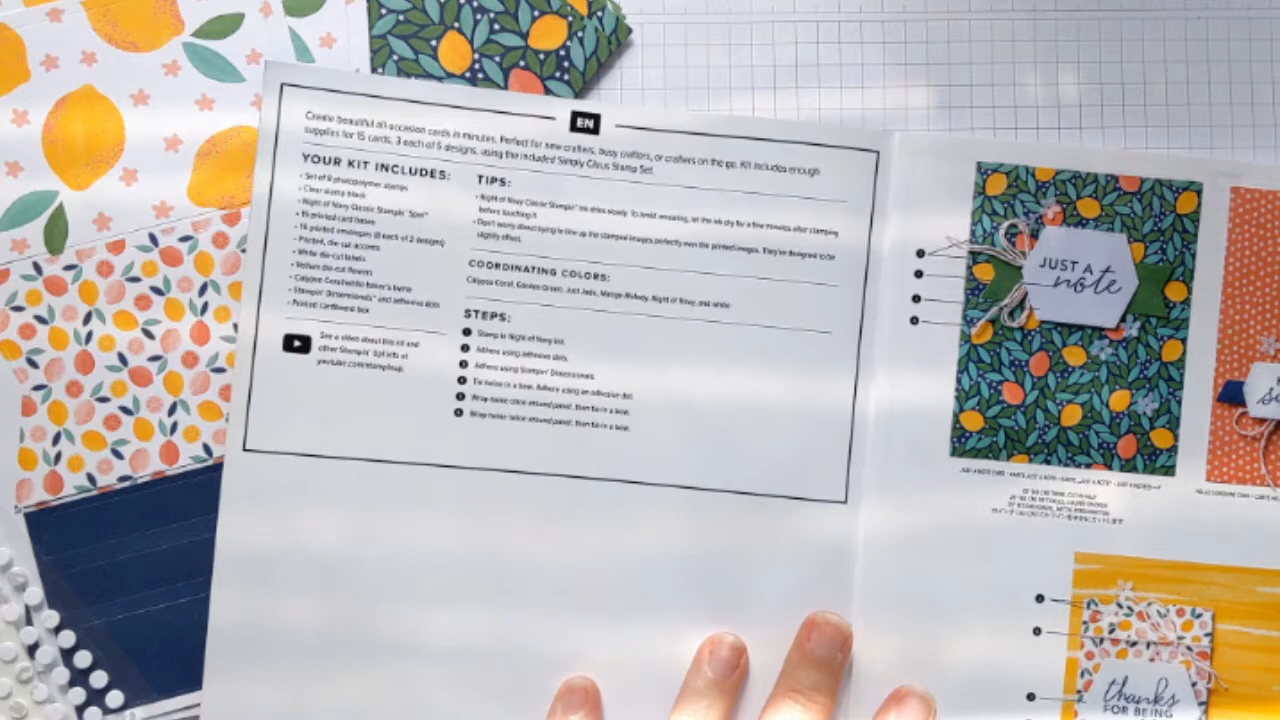 EN
Create beautiful all-occasion cards in minutes. Perfect for new crafters, busy crafters, or crafters on the go. Kit includes enough
supplies for 15 cards, 3 each of 5 designs, using the included Simply Citrus Stamp Set.
YOUR KIT INCLUDES:
• Set of 9 photopolymer stamps
• Clear stamp block
• Night of Navy Classic Stampin' Spot®
• 15 printed card bases
• 16 printed envelopes (8 each of 2 designs)
• Printed, die-cut accents
• White die-cut labels
• Vellum die-cut flowers
• Calypso Coral/white baker's twine
• Stampin' Dimensionals™ and adhesive dots
• Printed cardboard box
See a video about this kit and
other Stampin' Up! kits at
youtube.com/stampinup.
TIPS:
• Night of Navy Classic Stampin' Ink dries slowly. To avoid smearing, let the ink dry for a few minutes after stamping
before touching it.
• Don't worry about trying to line up the stamped images perfectly over the printed images. They're designed to be
slightly offset.
COORDINATING COLORS:
Calypso Coral, Garden Green, Just Jade, Mango Melody, Night of Navy, and white
STEPS:
1 Stamp in Night of Navy ink.
2 Adhere using adhesive dots.
3 Adhere using Stampin' Dimensionals.
4 Tie twine in a bow. Adhere using an adhesive dot.
5 Wrap twine once around panel, then tie in a bow.
6 Wrap twine twice around panel, then tie in a bow.
JUST A
note
thanks
FOR BEING